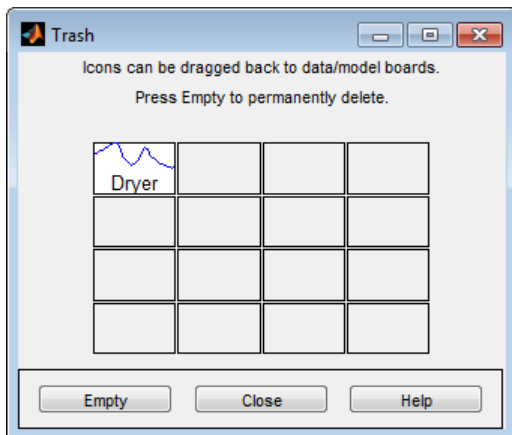 Trash
Icons can be dragged back to data/model boards.
Press Empty to permanently delete.
Dryer
Empty
Close
Help